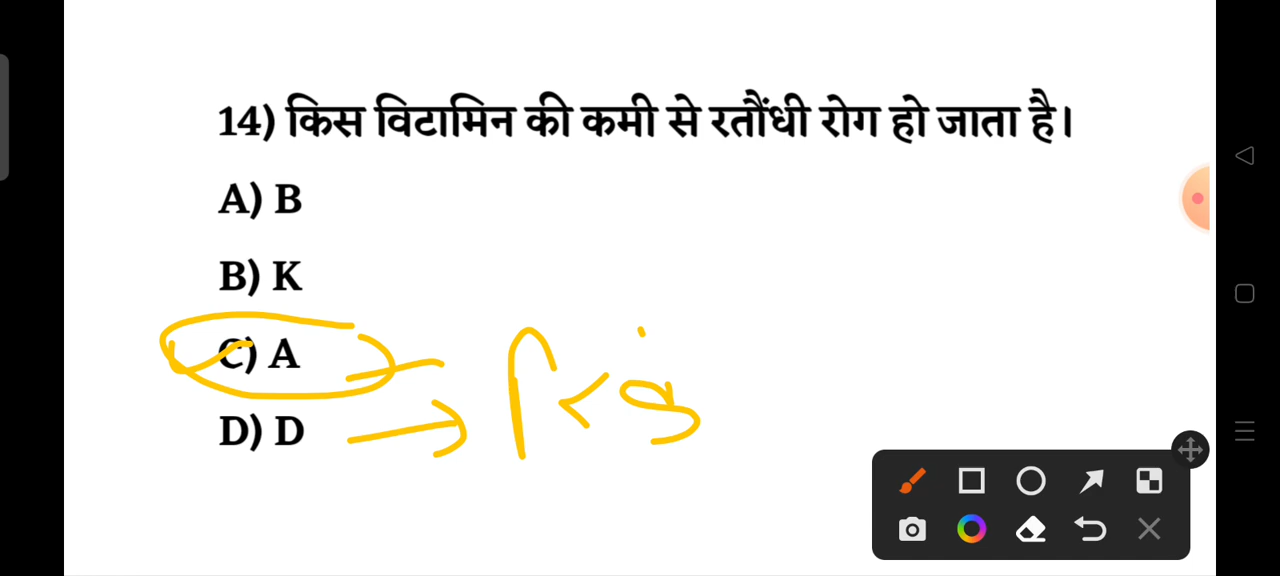 14) किस विटामिन की कमी से रतौंधी रोग हो जाता है।
A) B
B) K
C) A
D) D